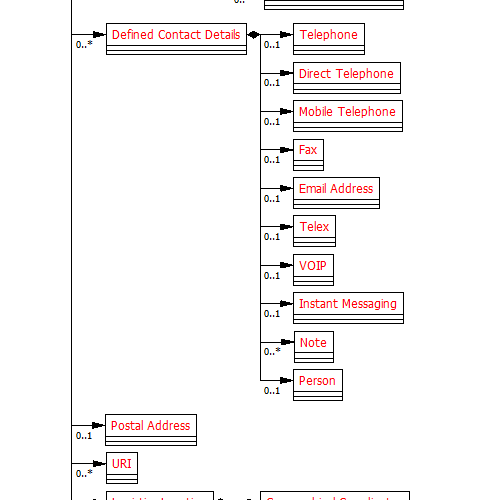 0..*
Defined Contact Details
0..*
Telephone
0..1
Direct Telephone
0..1
Mobile Telephone
0..1
Fax
0..1
Email Address
0..1
Telex
0..1
VOIP
0..1
Instant Messaging
0..1
Note
0..*
Person
0..1
Postal Address
0..1
URI
0..*